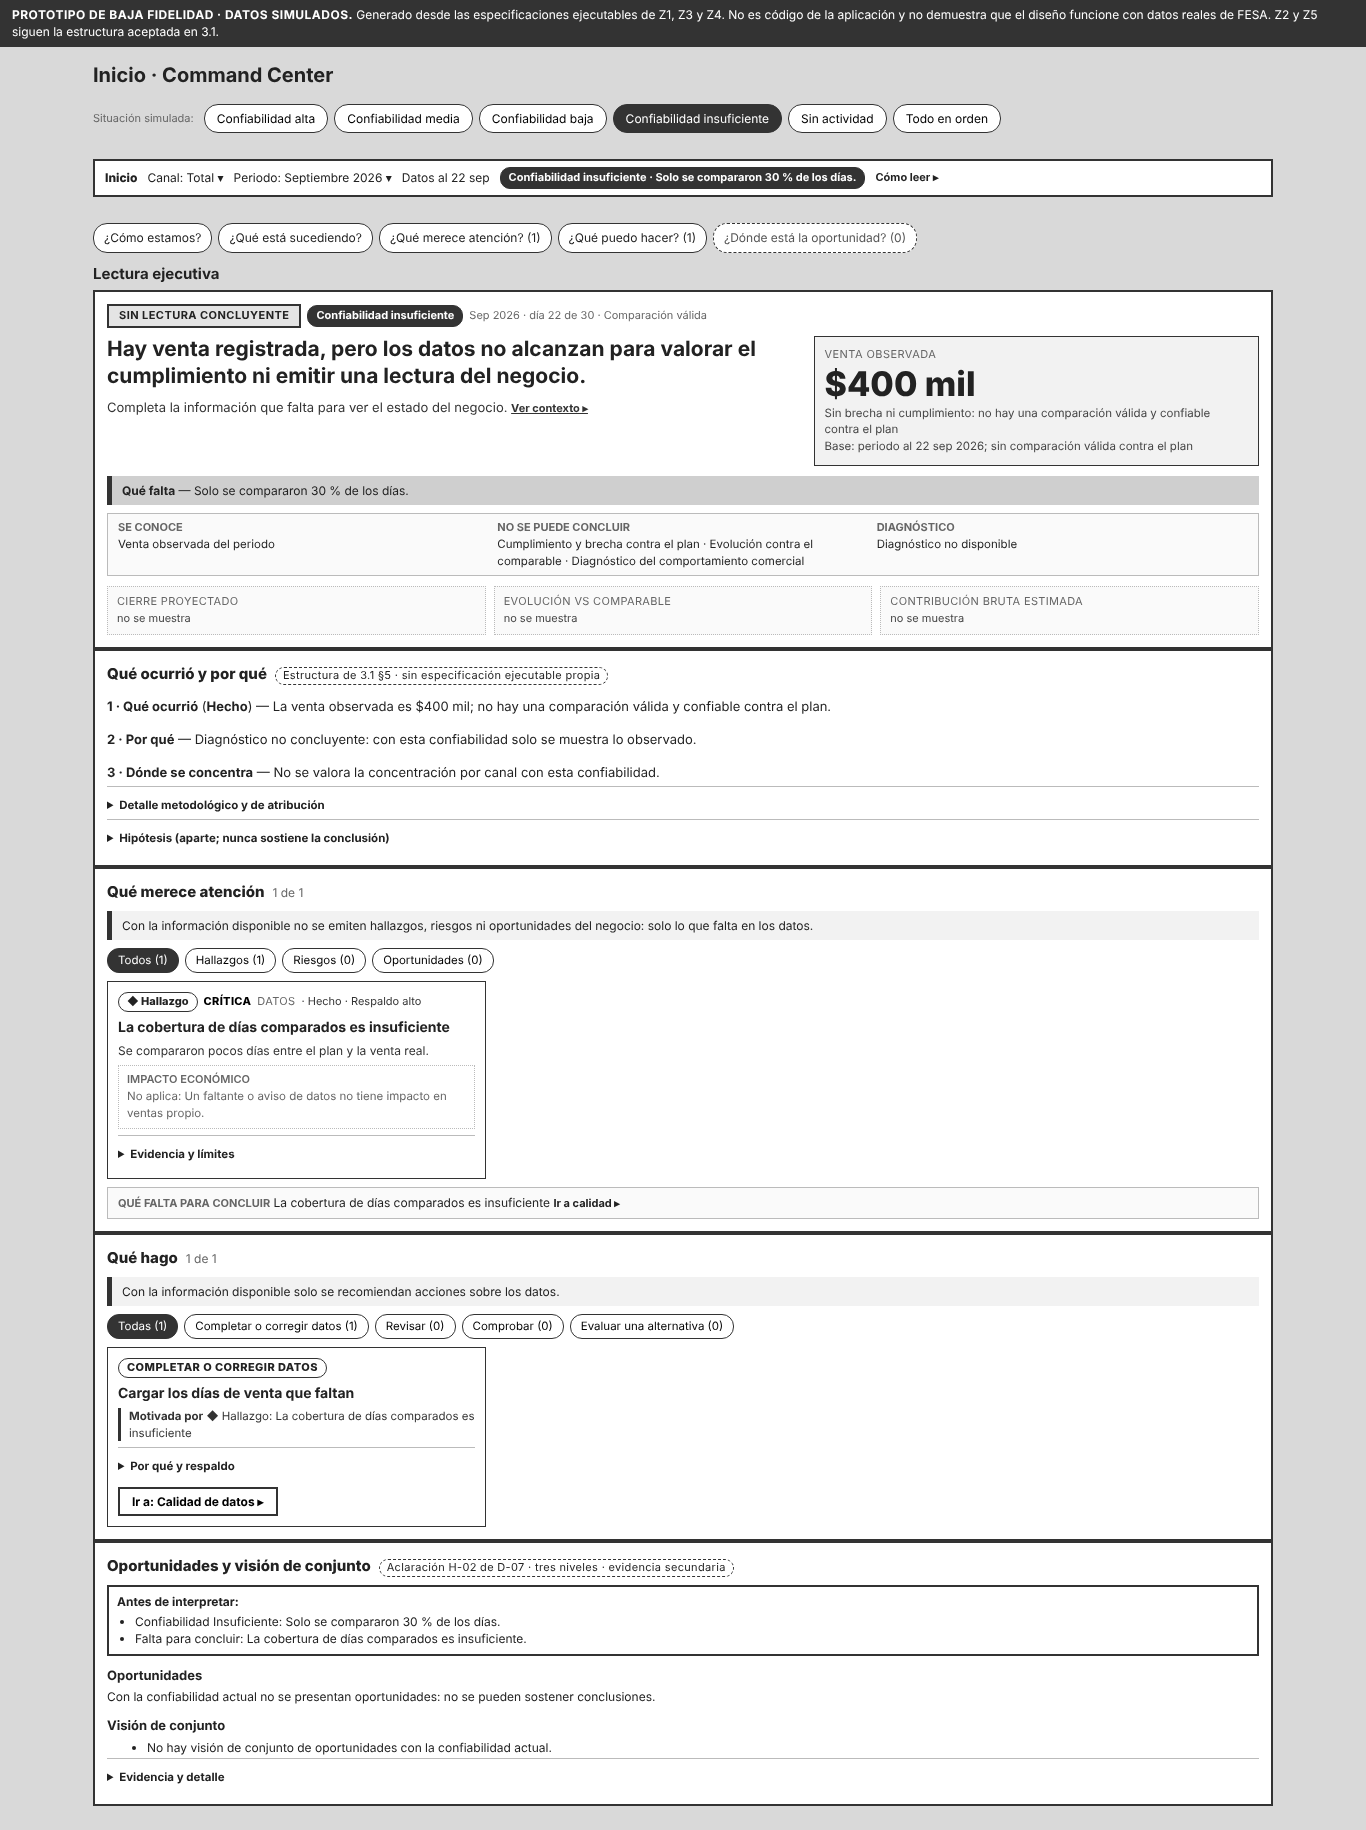 PROTOTIPO DE BAJA FIDELIDAD · DATOS SIMULADOS. Generado desde las especificaciones ejecutables de Z1, Z3 y Z4. No es código de la aplicación y no demuestra que el diseño funcione con datos reales de FESA. Z2 y Z5
siguen la estructura aceptada en 3.1.
Inicio · Command Center
Situación simulada: Confiabilidad alta Confiabilidad media Confiabilidad baja Confiabilidad insuficiente Sin actividad Todo en orden
Inicio Canal: Total ▾ Periodo: Septiembre 2026 ▾ Datos al 22 sep Confiabilidad insuficiente · Solo se compararon 30 % de los días. Cómo leer ▸
¿Cómo estamos? ¿Qué está sucediendo? ¿Qué merece atención? (1) ¿Qué puedo hacer? (1) ¿Dónde está la oportunidad? (0)
Lectura ejecutiva
SIN LECTURA CONCLUYENTE Confiabilidad insuficiente Sep 2026 · día 22 de 30 · Comparación válida
Hay venta registrada, pero los datos no alcanzan para valorar el
cumplimiento ni emitir una lectura del negocio.
Completa la información que falta para ver el estado del negocio. Ver contexto ▸
VENTA OBSERVADA
$400 mil
Sin brecha ni cumplimiento: no hay una comparación válida y confiable
contra el plan
Base: periodo al 22 sep 2026; sin comparación válida contra el plan
Qué falta — Solo se compararon 30 % de los días.
SE CONOCE
Venta observada del periodo
NO SE PUEDE CONCLUIR
Cumplimiento y brecha contra el plan · Evolución contra el
comparable · Diagnóstico del comportamiento comercial
DIAGNÓSTICO
Diagnóstico no disponible
CIERRE PROYECTADO
no se muestra
EVOLUCIÓN VS COMPARABLE
no se muestra
CONTRIBUCIÓN BRUTA ESTIMADA
no se muestra
Qué ocurrió y por qué Estructura de 3.1 §5 · sin especificación ejecutable propia
1 · Qué ocurrió (Hecho) — La venta observada es $400 mil; no hay una comparación válida y confiable contra el plan.
2 · Por qué — Diagnóstico no concluyente: con esta confiabilidad solo se muestra lo observado.
3 · Dónde se concentra — No se valora la concentración por canal con esta confiabilidad.
▸ Detalle metodológico y de atribución
▸ Hipótesis (aparte; nunca sostiene la conclusión)
Qué merece atención 1 de 1
Con la información disponible no se emiten hallazgos, riesgos ni oportunidades del negocio: solo lo que falta en los datos.
Todos (1) Hallazgos (1) Riesgos (0) Oportunidades (0)
◆ Hallazgo CRÍTICA DATOS · Hecho · Respaldo alto
La cobertura de días comparados es insuficiente
Se compararon pocos días entre el plan y la venta real.
IMPACTO ECONÓMICO
No aplica: Un faltante o aviso de datos no tiene impacto en
ventas propio.
▸ Evidencia y límites
QUÉ FALTA PARA CONCLUIR La cobertura de días comparados es insuficiente Ir a calidad ▸
Qué hago 1 de 1
Con la información disponible solo se recomiendan acciones sobre los datos.
Todas (1) Completar o corregir datos (1) Revisar (0) Comprobar (0) Evaluar una alternativa (0)
COMPLETAR O CORREGIR DATOS
Cargar los días de venta que faltan
Motivada por ◆ Hallazgo: La cobertura de días comparados es
insuficiente
▸ Por qué y respaldo
Ir a: Calidad de datos ▸
Oportunidades y visión de conjunto Aclaración H-02 de D-07 · tres niveles · evidencia secundaria
Antes de interpretar:
• Confiabilidad Insuficiente: Solo se compararon 30 % de los días.
• Falta para concluir: La cobertura de días comparados es insuficiente.
Oportunidades
Con la confiabilidad actual no se presentan oportunidades: no se pueden sostener conclusiones.
Visión de conjunto
• No hay visión de conjunto de oportunidades con la confiabilidad actual.
▸ Evidencia y detalle